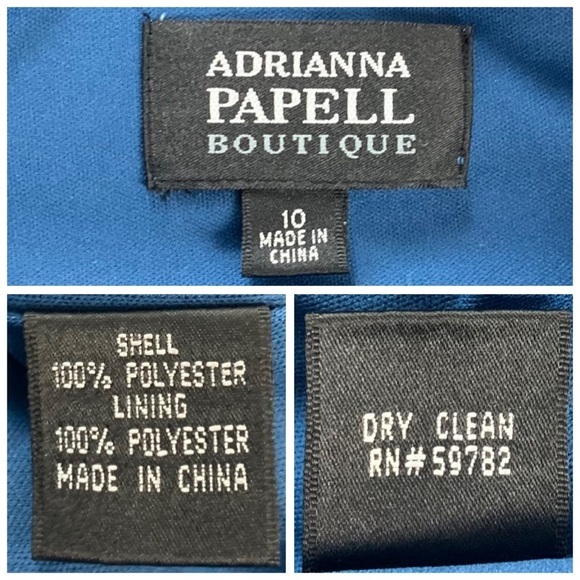 ADRIANNA
PAPELL
BOUTIQUE
10
MADE IN
CHINA
SHELL
100% POLYESTER
LINING
100% POLYESTER
MADE IN CHINA
DRY CLEAN
RN#59782